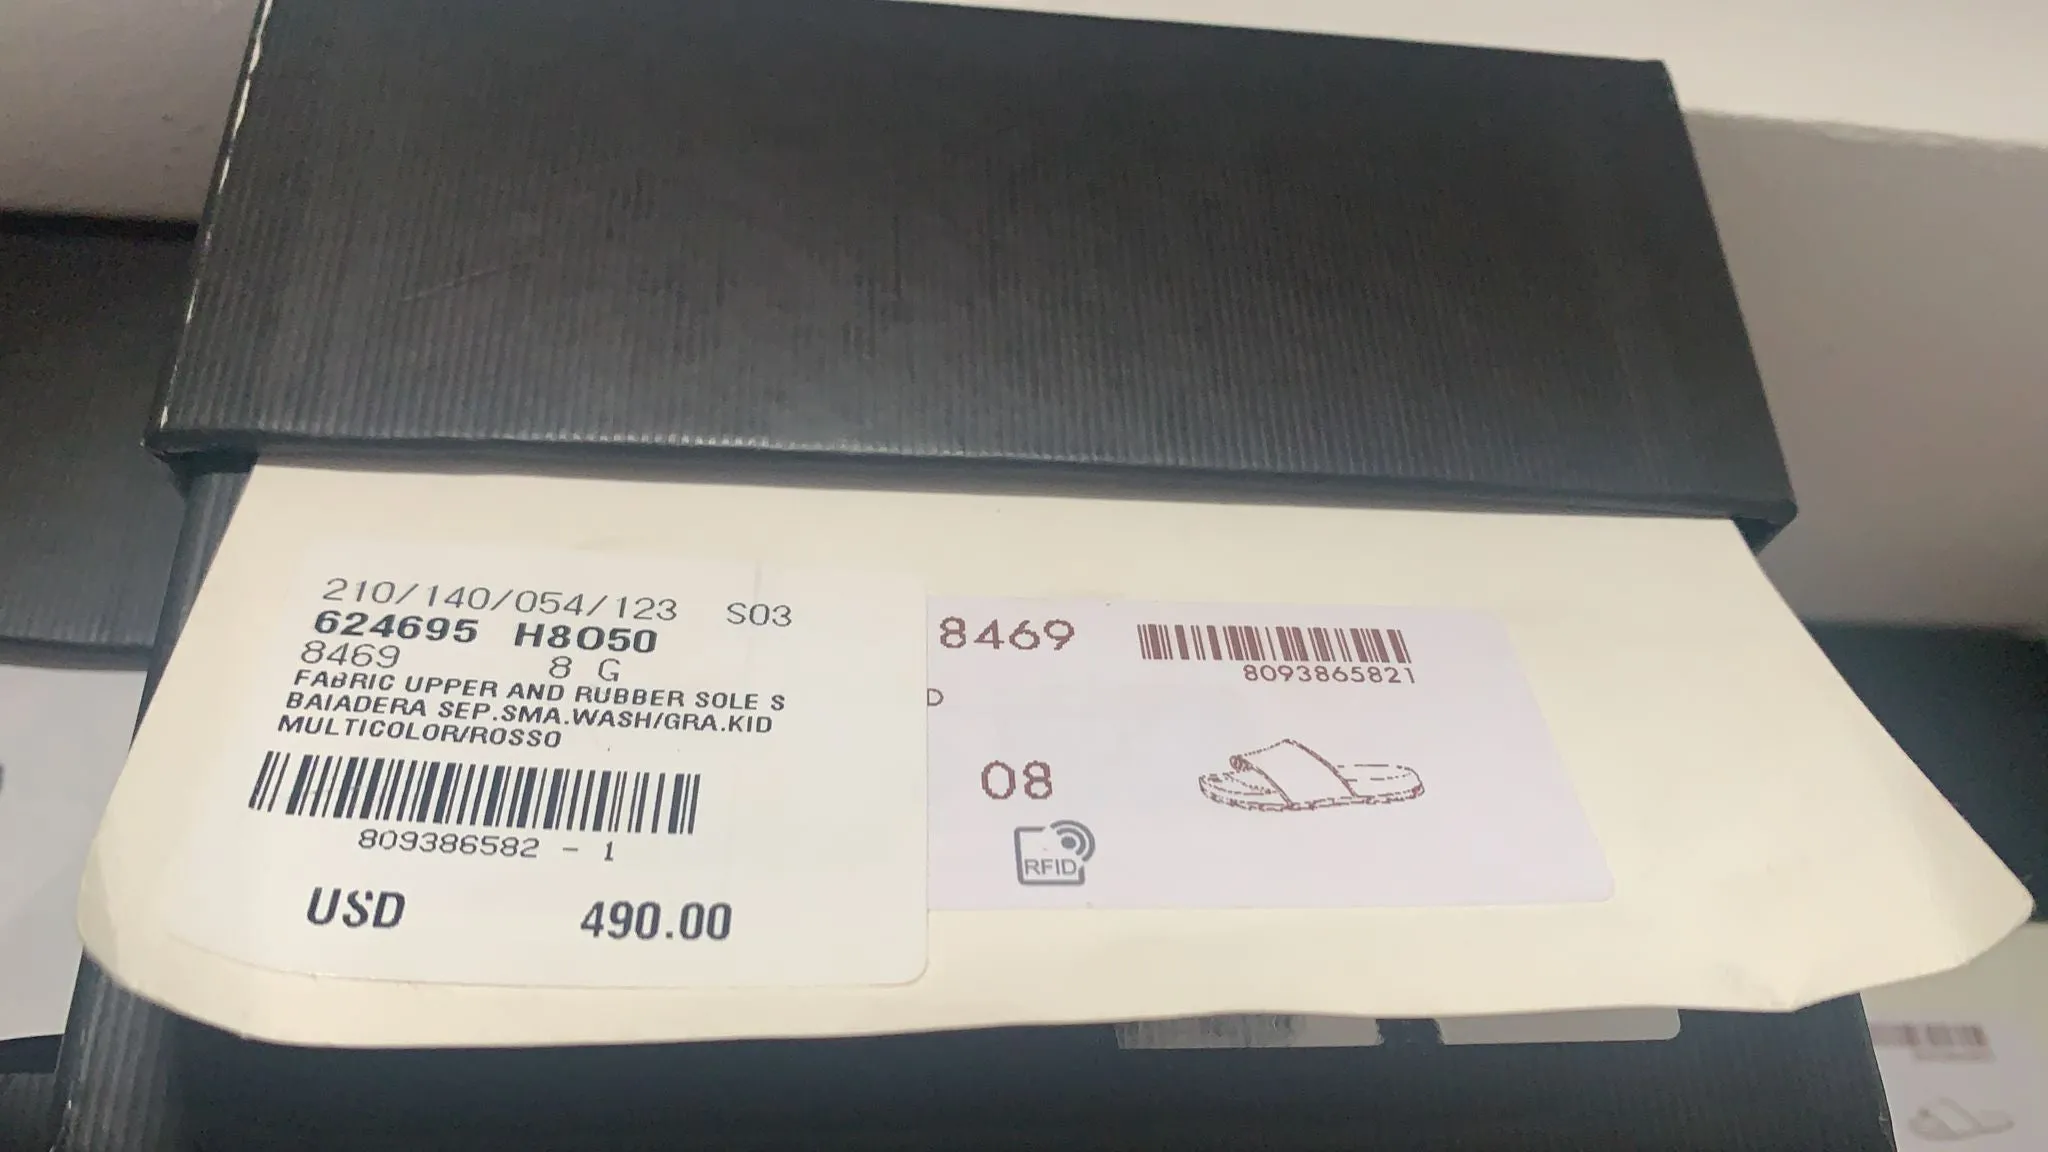 210/140/054/123 S03
624695 H8O50
8469 8 G
FABRIC UPPER AND RUBBER SOLE S
BAIADERA SEP.SMA.WASH/GRA.KID
MULTICOLOR/ROSSO
809386582 - 1
USD 490.00
8469
8093865821
D
08
RFID